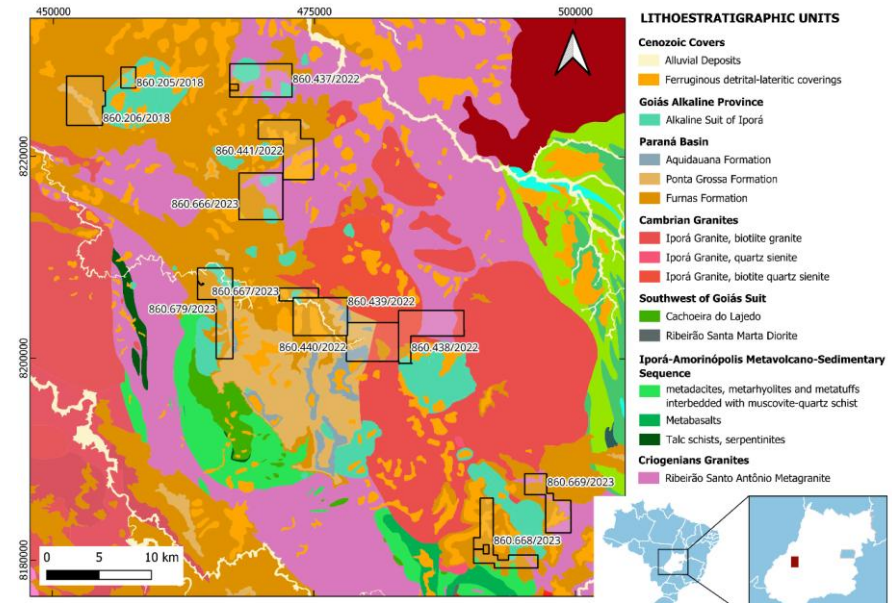 450000
475000
500000
8220000
8200000
8180000
860.205/2018
860.206/2018
860.437/2022
860.441/2022
860.666/2023
860.667/2023
860.679/2023
860.439/2022
860.440/2022
860.438/2022
860.669/2023
860.668/2023
0 5 10 km
LITHOESTRATIGRAPHIC UNITS
Cenozoic Covers
Alluvial Deposits
Ferruginous detrital-lateritic coverings
Goiás Alkaline Province
Alkaline Suit of Iporá
Paraná Basin
Aquidauana Formation
Ponta Grossa Formation
Furnas Formation
Cambrian Granites
Iporá Granite, biotiite granite
Iporá Granite, quartz sienite
Iporá Granite, biotite quartz sienite
Southwest of Goiás Suit
Cachoeira do Lajedo
Ribeirão Santa Marta Diorite
Iporá-Amorinópolis Metavolcano-Sedimentary
Sequence
metadacites, metarhyolites and metatuffs
interbedded with muscovite-quartz schist
Metabasalts
Talc schists, serpentinites
Criogenians Granites
Ribeirão Santo Antônio Metagranite